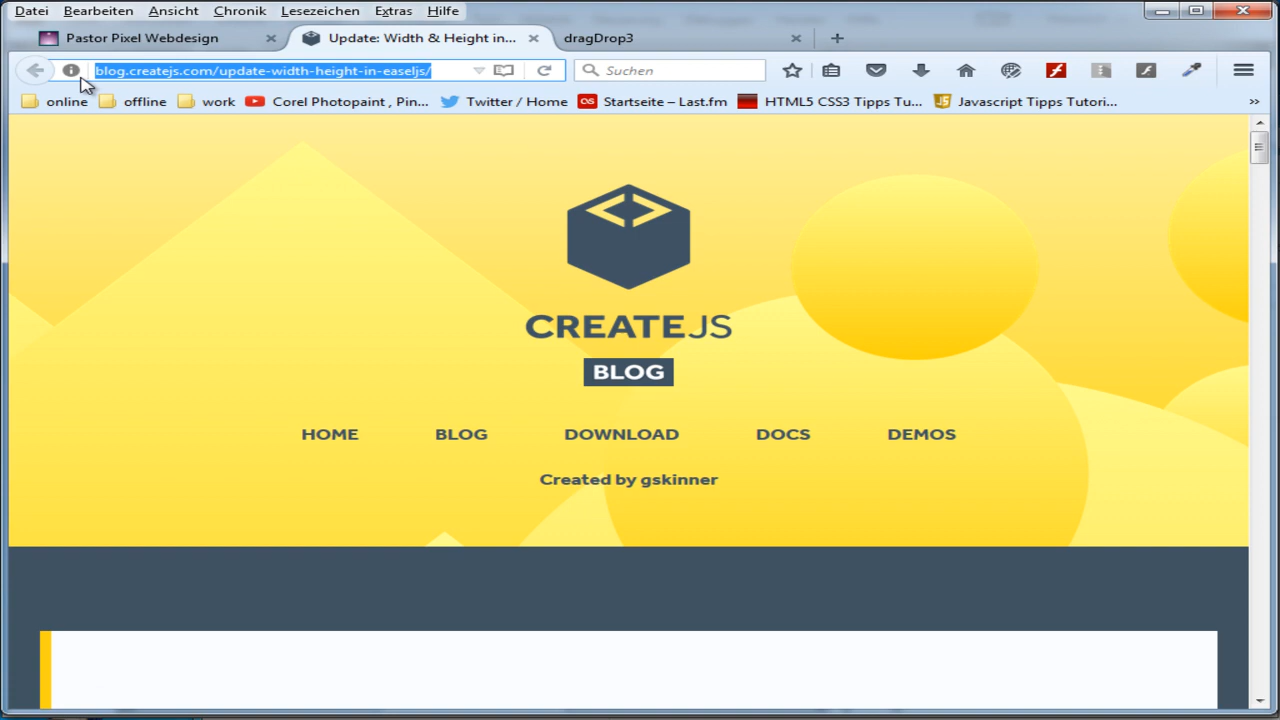 Datei Bearbeiten Ansicht Chronik Lesezeichen Extras Hilfe
Pastor Pixel Webdesign Update: Width & Height in... dragDrop3
blog.createjs.com/update-width-height-in-easeljs/ Suchen
online offline work Corel Photopaint , Pin... Twitter / Home Startseite – Last.fm HTML5 CSS3 Tipps Tu... Javascript Tipps Tutori... »
CREATEJS
BLOG
HOME BLOG DOWNLOAD DOCS DEMOS
Created by gskinner